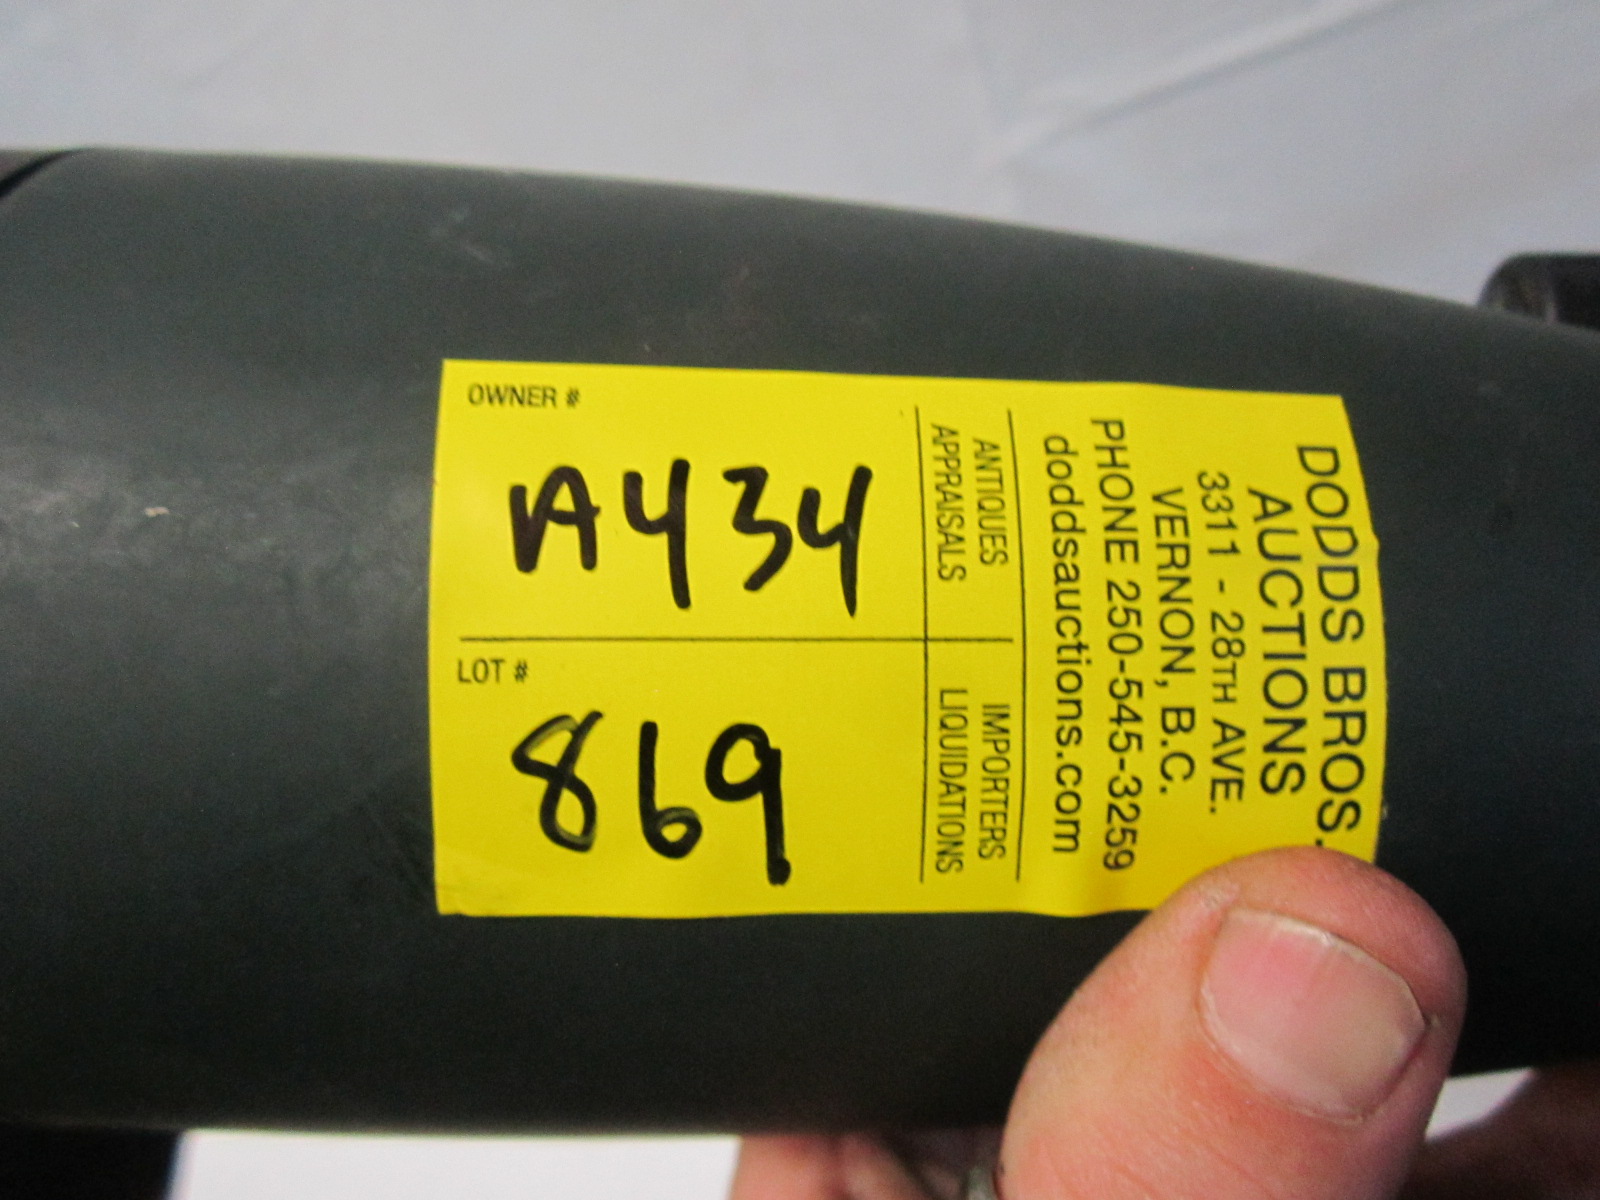 DODDS BROS.
AUCTIONS
3311 - 28TH AVE.
VERNON, B.C.
PHONE 250-545-3259
doddsauctions.com
ANTIQUES
APPRAISALS
IMPORTERS
LIQUIDATIONS
OWNER #
A434
LOT #
869